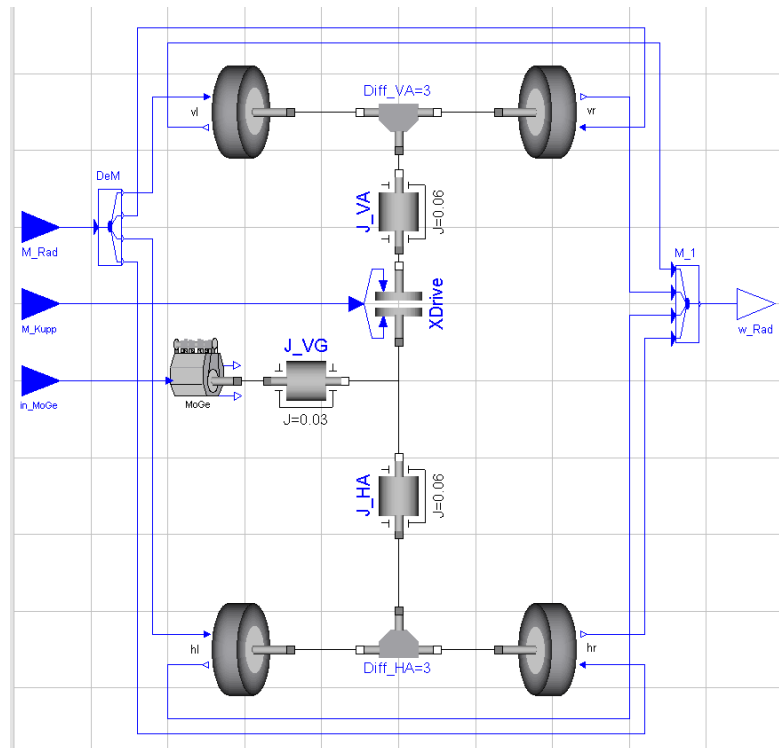 Diff_VA=3
vl
vr
DeM
J_VA
J=0.06
M_Rad
M_1
XDrive
M_Kupp
w_Rad
J_VG
in_MoGe
MoGe
J=0.03
J_HA
J=0.06
hl
hr
Diff_HA=3